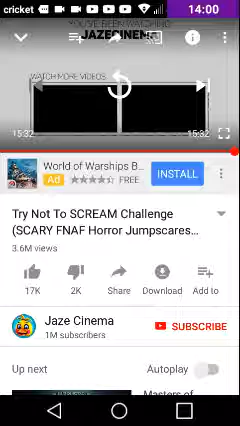 cricket
14:00
YOU'VE BEEN WATCHING
JAZECINEMA
WATCH MORE VIDEOS
15:32
15:32
World of Warships B...
Ad
FREE
INSTALL
Try Not To SCREAM Challenge
(SCARY FNAF Horror Jumpscares...
3.6M views
17K
2K
Share
Download
Add to
Jaze Cinema
1M subscribers
SUBSCRIBE
Up next
Autoplay
Masters of